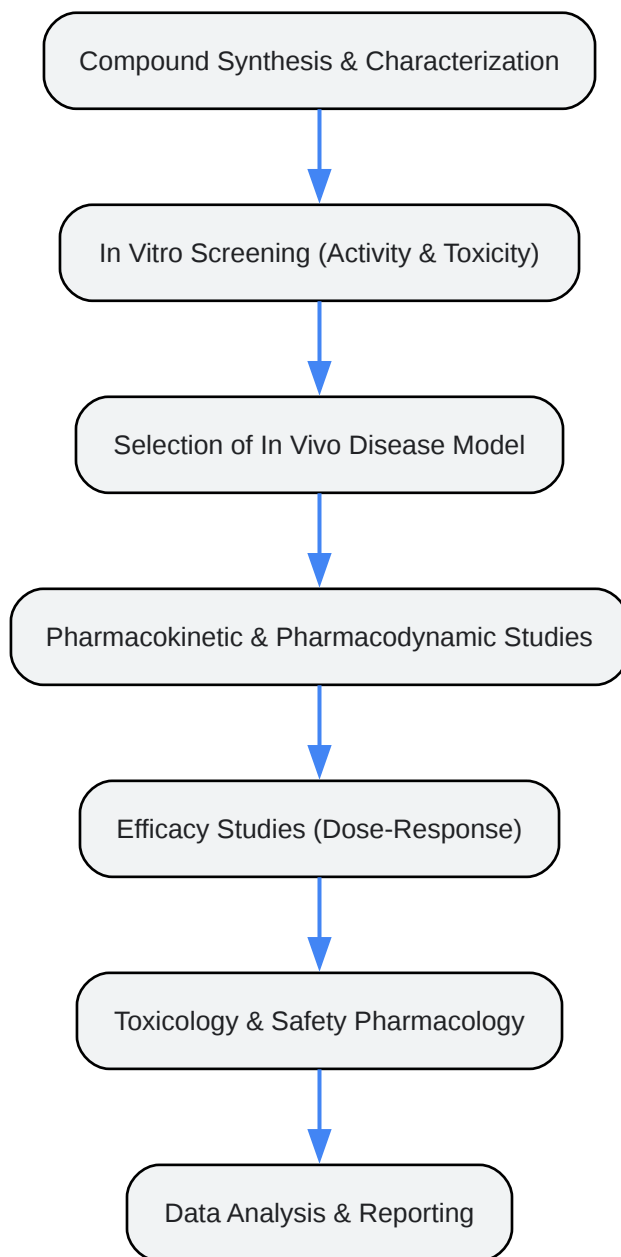 Compound Synthesis & Characterization
In Vitro Screening (Activity & Toxicity)
Selection of In Vivo Disease Model
Pharmacokinetic & Pharmacodynamic Studies
Efficacy Studies (Dose-Response)
Toxicology & Safety Pharmacology
Data Analysis & Reporting